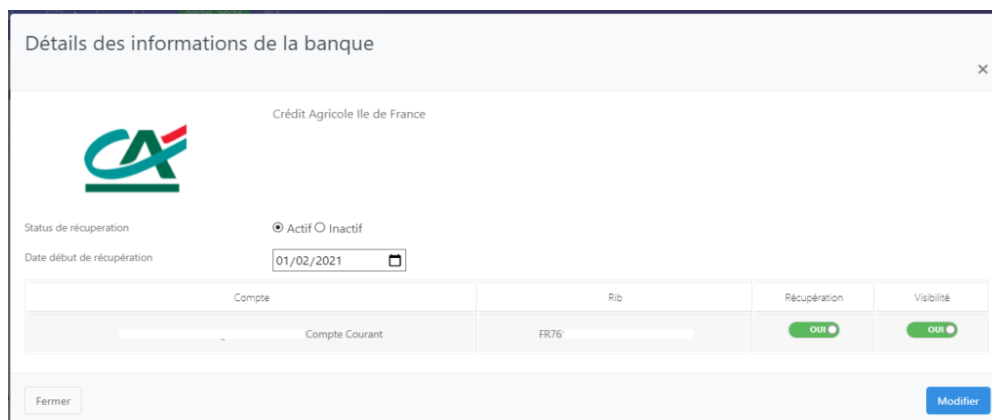 Détails des informations de la banque
×
Crédit Agricole Ile de France
CA
Status de récuperation
Actif Inactif
Date début de récupération
01/02/2021
Compte Rib Récupération Visibilité
Compte Courant FR76 OUI OUI
Fermer Modifier